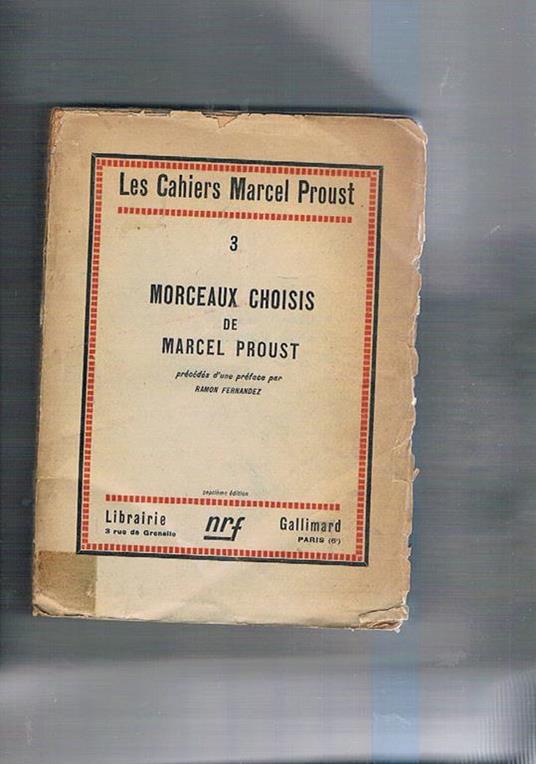 Les Cahiers Marcel Proust
3
MORCEAUX CHOISIS
DE
MARCEL PROUST
précédés d'une préface par
RAMON FERNANDEZ
septième édition
Librairie nrf Gallimard
3 rue de Grenelle PARIS (6e)